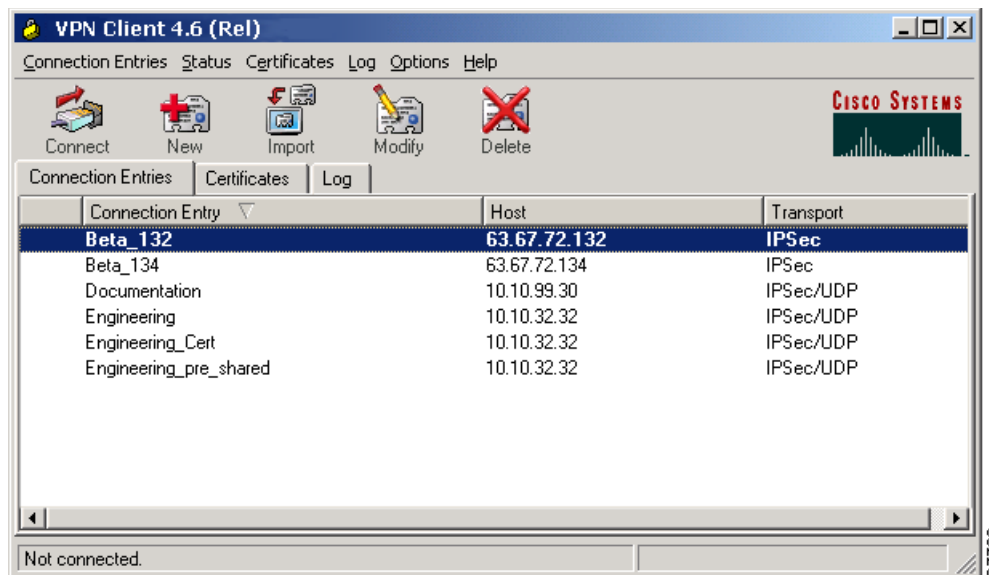 VPN Client 4.6 (Rel)
Connection Entries Status Certificates Log Options Help
CISCO SYSTEMS
Connect New Import Modify Delete
Connection Entries Certificates Log
Connection Entry Host Transport
Beta_132 63.67.72.132 IPSec
Beta_134 63.67.72.134 IPSec
Documentation 10.10.99.30 IPSec/UDP
Engineering 10.10.32.32 IPSec/UDP
Engineering_Cert 10.10.32.32 IPSec/UDP
Engineering_pre_shared 10.10.32.32 IPSec/UDP
Not connected.